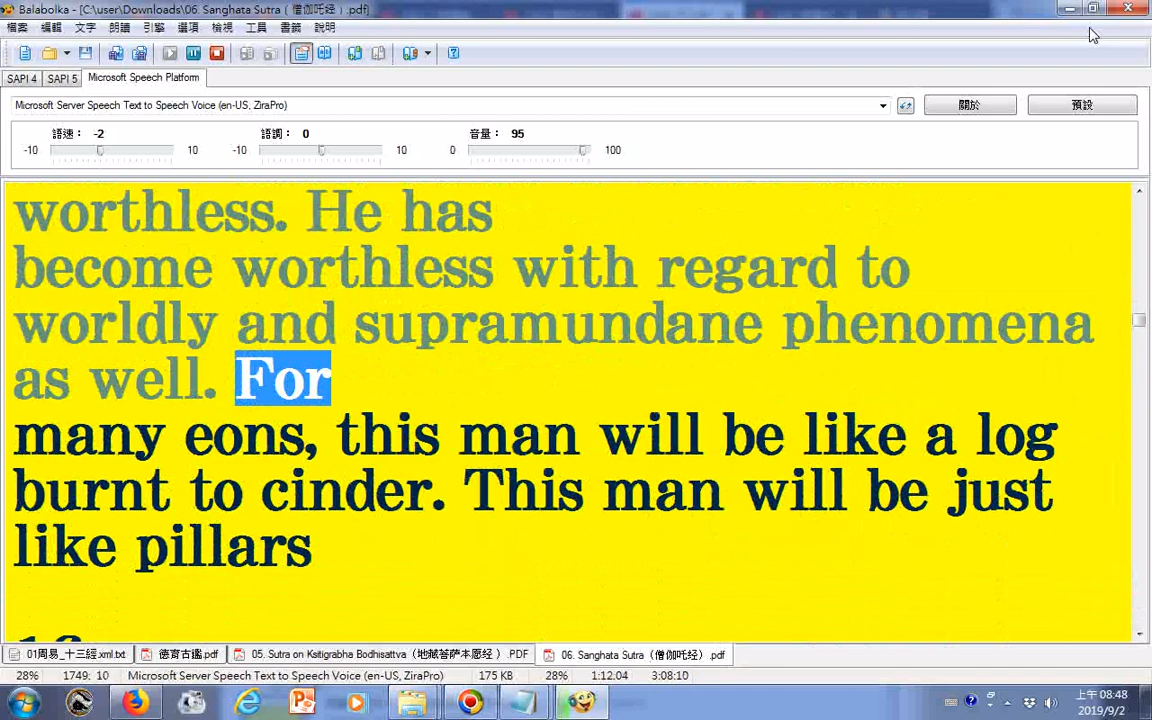 Balabolka - [C:\user\Downloads\06. Sanghata Sutra（僧伽吒经）.pdf]
檔案 編輯 文字 朗讀 引擎 選項 檢視 工具 書籤 說明
SAPI 4 SAPI 5 Microsoft Speech Platform
Microsoft Server Speech Text to Speech Voice (en-US, ZiraPro) 關於 預設
語速： -2 語調： 0 音量： 95
-10 10 -10 10 0 100
worthless. He has
become worthless with regard to
worldly and supramundane phenomena
as well. For
many eons, this man will be like a log
burnt to cinder. This man will be just
like pillars
01周易_十三經.xml.txt 德育古鑑.pdf 05. Sutra on Ksitigrabha Bodhisattva（地藏菩萨本愿经）.PDF 06. Sanghata Sutra（僧伽吒经）.pdf
28% 1749: 10 Microsoft Server Speech Text to Speech Voice (en-US, ZiraPro) 175 KB 28% 1:12:04 3:08:10
上午 08:48
2019/9/2